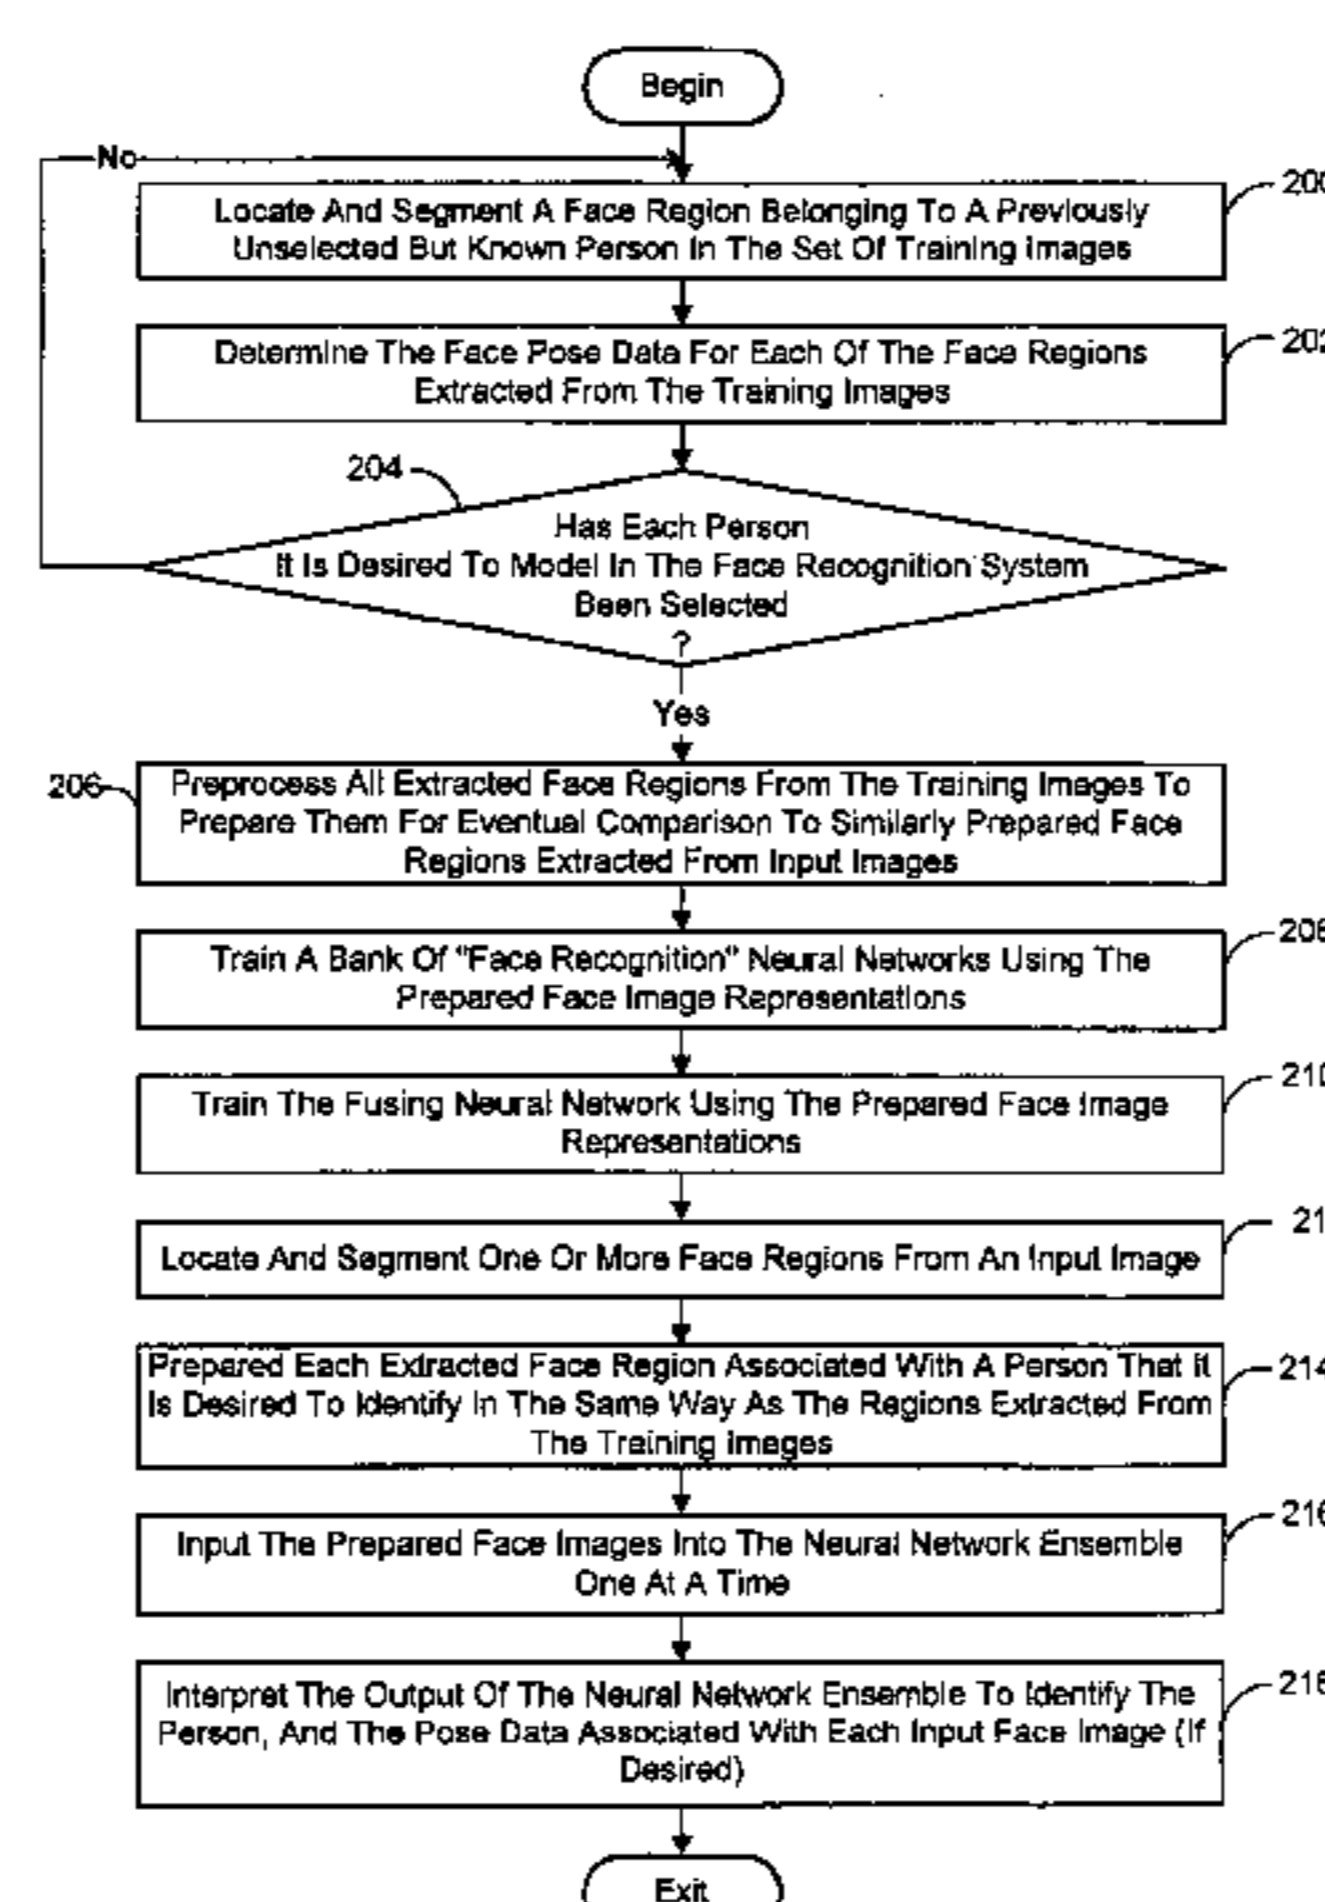 Begin
No
200
Locate And Segment A Face Region Belonging To A Previously
Unselected But Known Person In The Set Of Training Images
202
Determine The Face Pose Data For Each Of The Face Regions
Extracted From The Training Images
204
Has Each Person
It Is Desired To Model In The Face Recognition System
Been Selected
?
Yes
206
Preprocess All Extracted Face Regions From The Training Images To
Prepare Them For Eventual Comparison To Similarly Prepared Face
Regions Extracted From Input Images
208
Train A Bank Of "Face Recognition" Neural Networks Using The
Prepared Face Image Representations
210
Train The Fusing Neural Network Using The Prepared Face Image
Representations
21
Locate And Segment One Or More Face Regions From An Input Image
Prepared Each Extracted Face Region Associated With A Person That It
214
Is Desired To Identify In The Same Way As The Regions Extracted From
The Training Images
216
Input The Prepared Face Images Into The Neural Network Ensemble
One At A Time
218
Interpret The Output Of The Neural Network Ensemble To Identify The
Person, And The Pose Data Associated With Each Input Face Image (If
Desired)
Exit